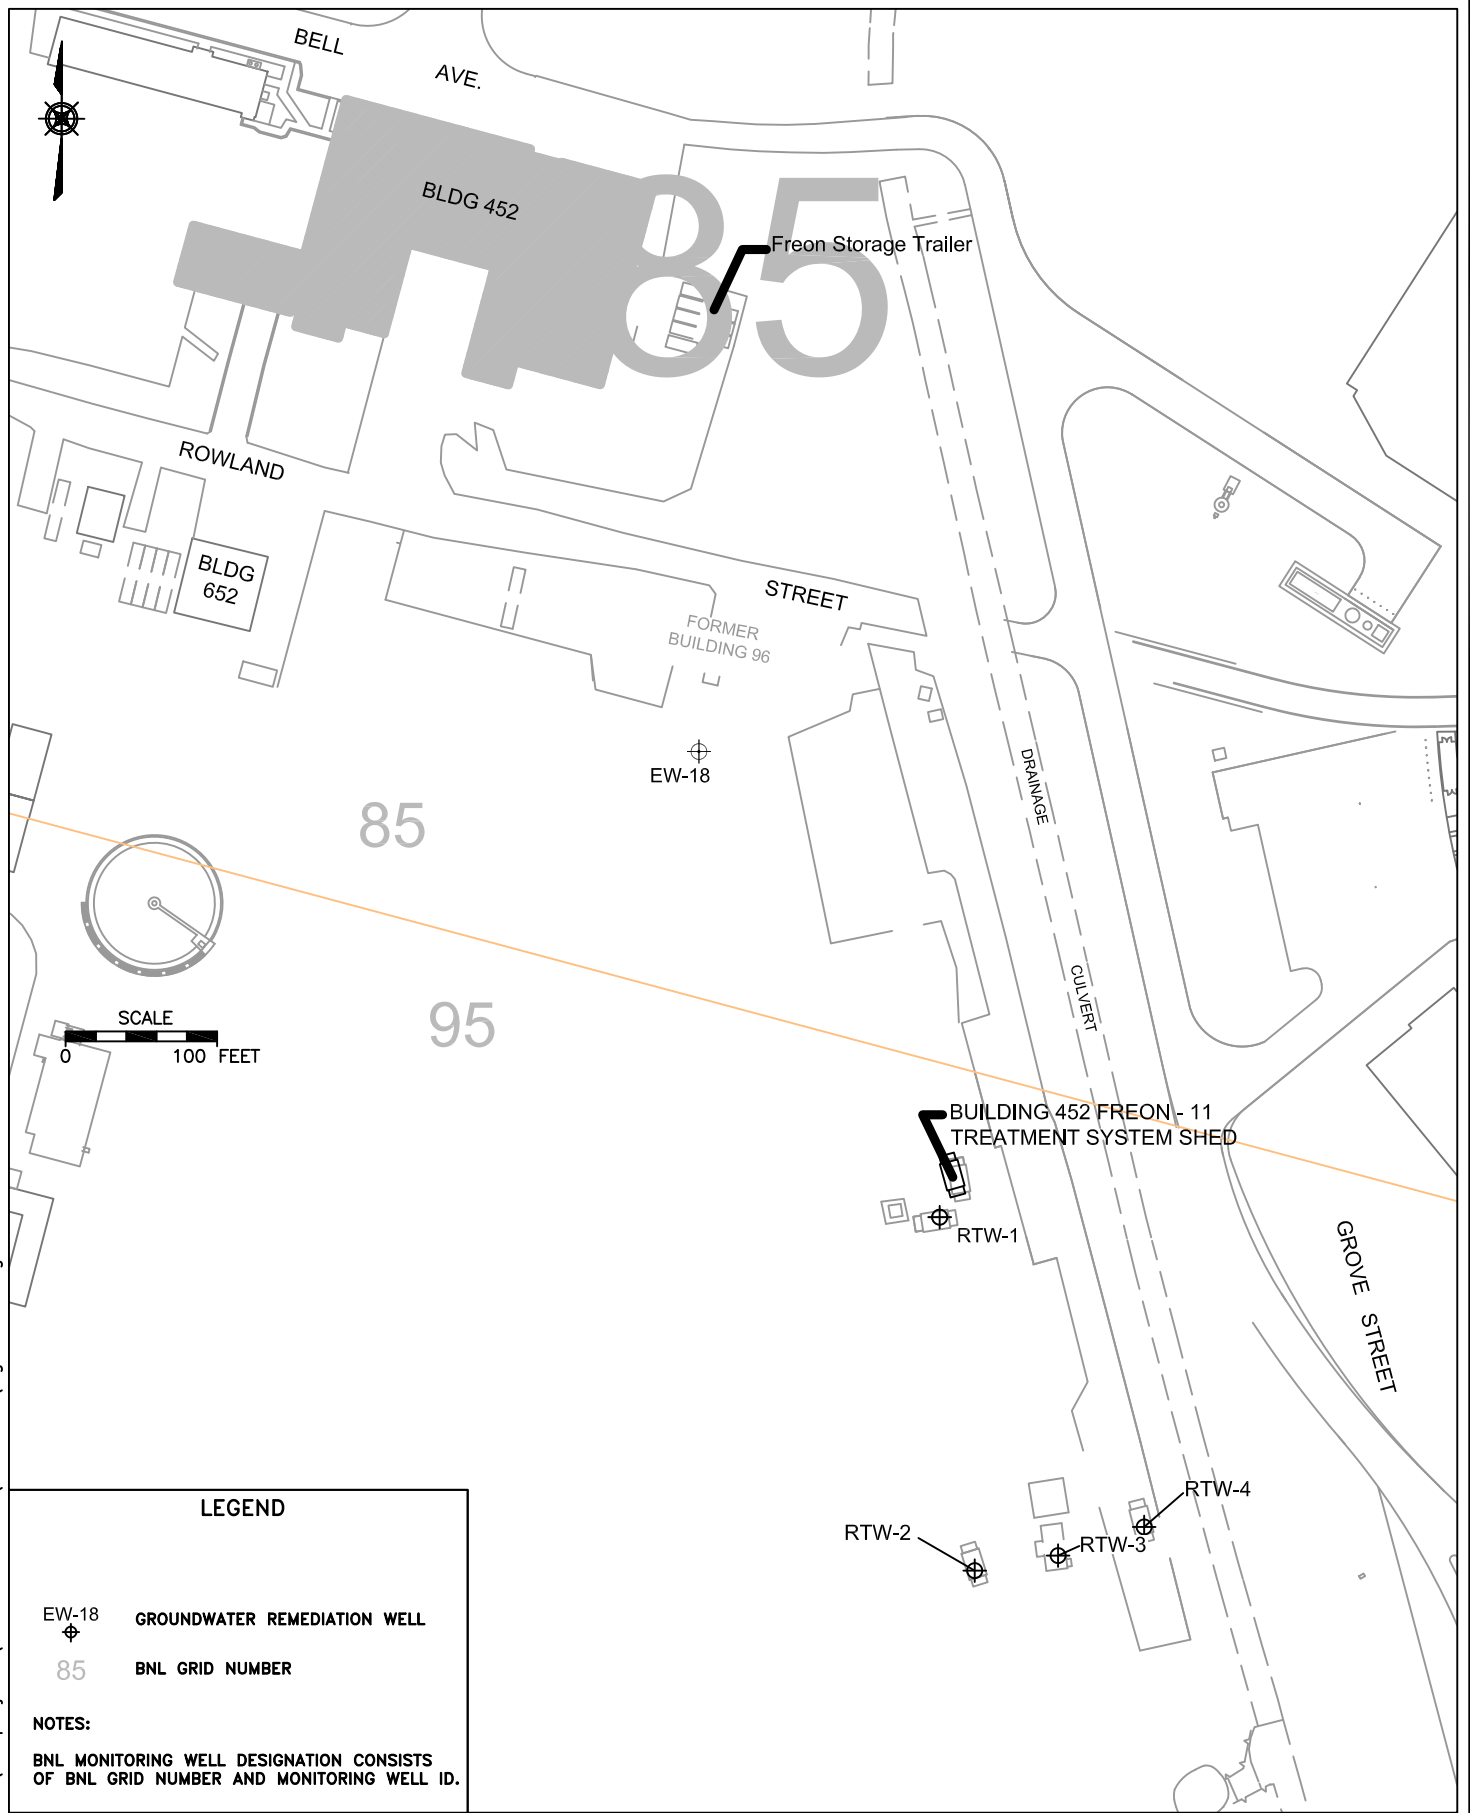 BELL
AVE.
BLDG 452
85
Freon Storage Trailer
ROWLAND
BLDG
652
STREET
FORMER
BUILDING 96
EW-18
DRAINAGE
85
CULVERT
95
SCALE
0 100 FEET
BUILDING 452 FREON - 11
TREATMENT SYSTEM SHED
RTW-1
GROVE STREET
RTW-4
RTW-2
RTW-3
LEGEND
EW-18 GROUNDWATER REMEDIATION WELL
85 BNL GRID NUMBER
NOTES:
BNL MONITORING WELL DESIGNATION CONSISTS
OF BNL GRID NUMBER AND MONITORING WELL ID.